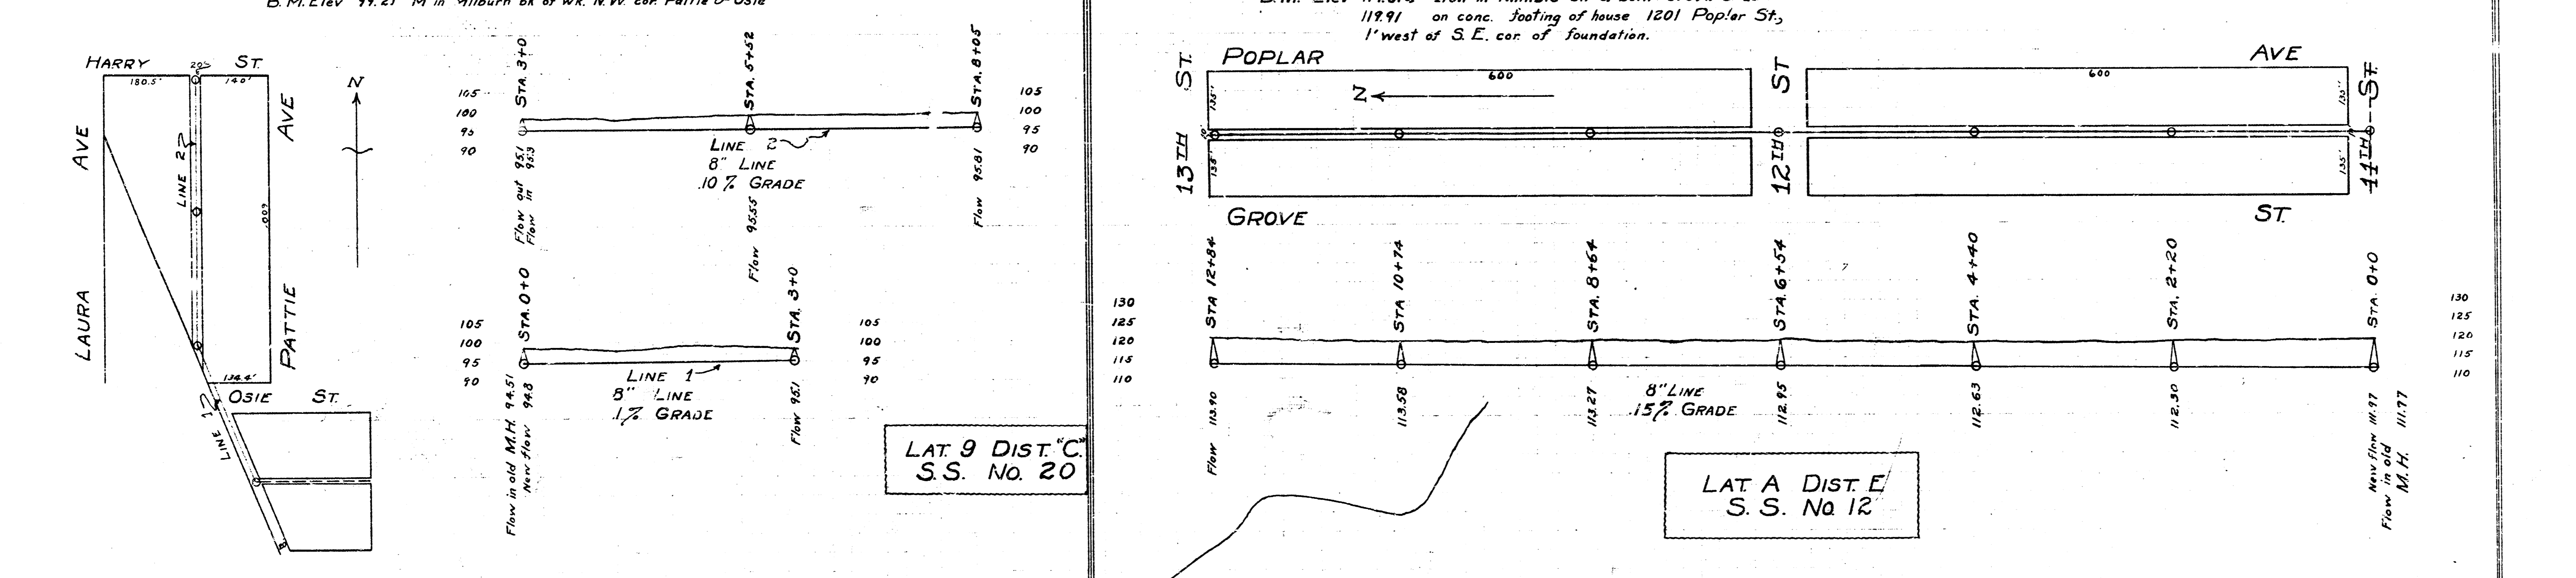 B.M. Elev 99.21
cor. Pattie & Osie
HARRY ST.
180.5'
20'
140'
LAURA AVE
LINE 2
600'
PATTIE AVE
N
134.4'
OSIE ST.
LINE 1
105
100
95
90
STA. 3+0
STA. 5+52
STA. 8+05
105
100
95
90
LINE 2
8" LINE
.10 % GRADE
Flow out 95.1
Flow in 95.3
Flow 95.55
Flow 95.81
105
100
95
90
STA. 0+0
STA. 3+0
105
100
95
90
LINE 1
8" LINE
.1% GRADE
Flow in old M.H. 94.51
New flow 94.8
Flow 95.1
LAT. 9 DIST. "C."
S.S. No. 20
119.91 on conc. footing of house 1201 Poplar St.,
1' west of S.E. cor. of foundation.
POPLAR AVE
13TH ST.
600
135'
135'
N
12TH ST
600
135'
135'
11TH ST.
GROVE ST.
130
125
120
115
110
STA 12+84
STA 10+74
STA. 8+64
STA. 6+54
STA. 4+40
STA. 2+20
STA. 0+0
130
125
120
115
110
8" LINE
.15% GRADE
Flow 113.90
113.58
113.27
112.95
112.63
112.30
New flow 111.97
Flow in old M.H. 111.77
LAT. A DIST. E
S.S. No. 12